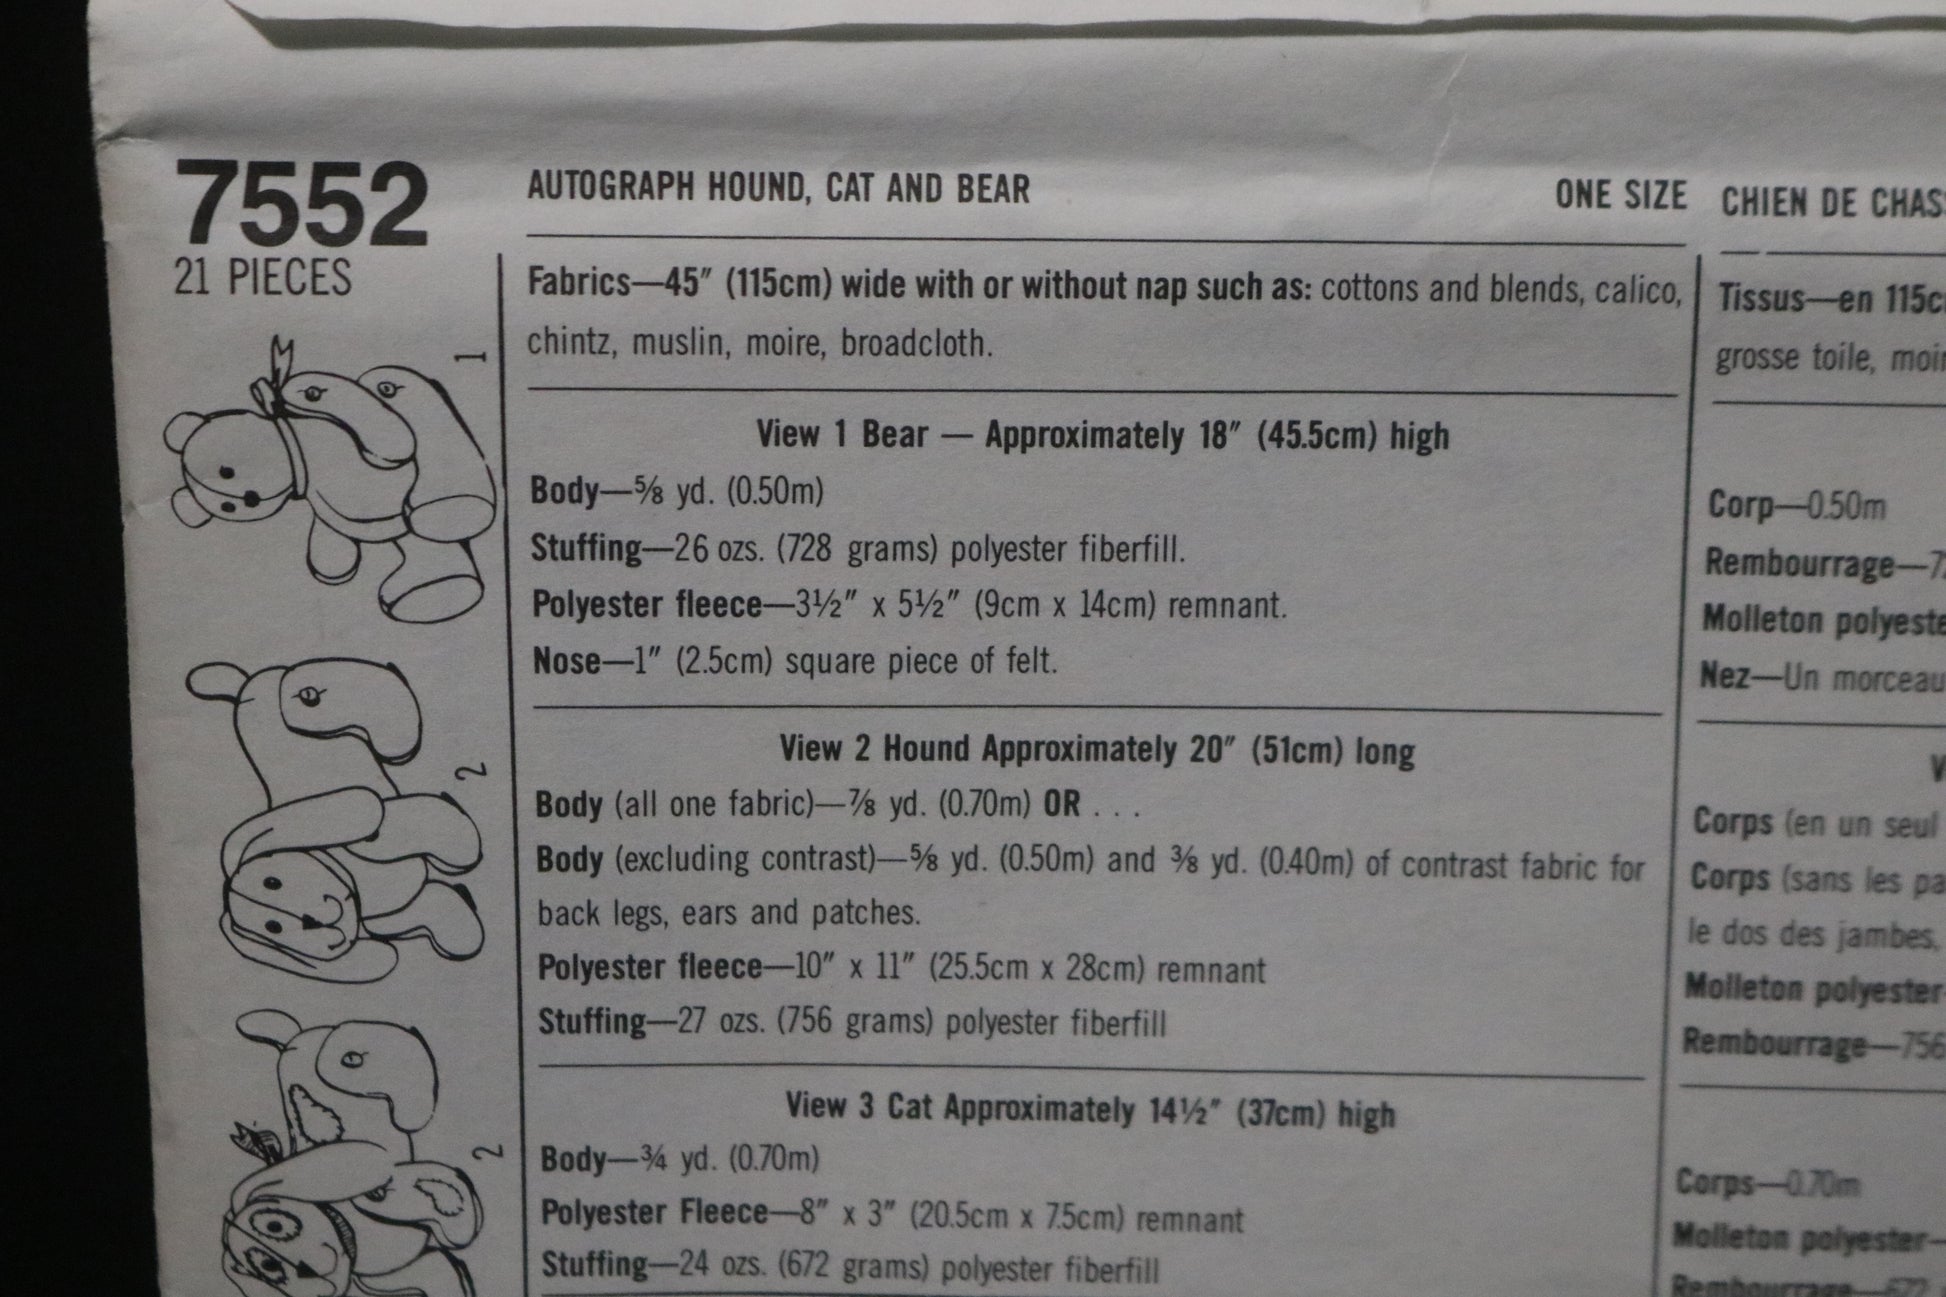 7552
21 PIECES
AUTOGRAPH HOUND, CAT AND BEAR ONE SIZE
Fabrics—45" (115cm) wide with or without nap such as: cottons and blends, calico,
chintz, muslin, moire, broadcloth.
View 1 Bear — Approximately 18" (45.5cm) high
Body—⅝ yd. (0.50m)
Stuffing—26 ozs. (728 grams) polyester fiberfill.
Polyester fleece—3½" x 5½" (9cm x 14cm) remnant.
Nose—1" (2.5cm) square piece of felt.
View 2 Hound Approximately 20" (51cm) long
Body (all one fabric)—⅞ yd. (0.70m) OR . . .
Body (excluding contrast)—⅝ yd. (0.50m) and ⅜ yd. (0.40m) of contrast fabric for
back legs, ears and patches.
Polyester fleece—10" x 11" (25.5cm x 28cm) remnant
Stuffing—27 ozs. (756 grams) polyester fiberfill
View 3 Cat Approximately 14½" (37cm) high
Body—¾ yd. (0.70m)
Polyester Fleece—8" x 3" (20.5cm x 7.5cm) remnant
Stuffing—24 ozs. (672 grams) polyester fiberfill
1
2
2
CHIEN DE CHAS
Tissus—en 115c
grosse toile, moir
Corp—0.50m
Rembourrage—7
Molleton polyeste
Nez—Un morceau
V
Corps (en un seul
Corps (sans les pa
le dos des jambes,
Molleton polyester
Rembourrage—756
Corps—0.70m
Molleton polyester—
Rembourrage—672